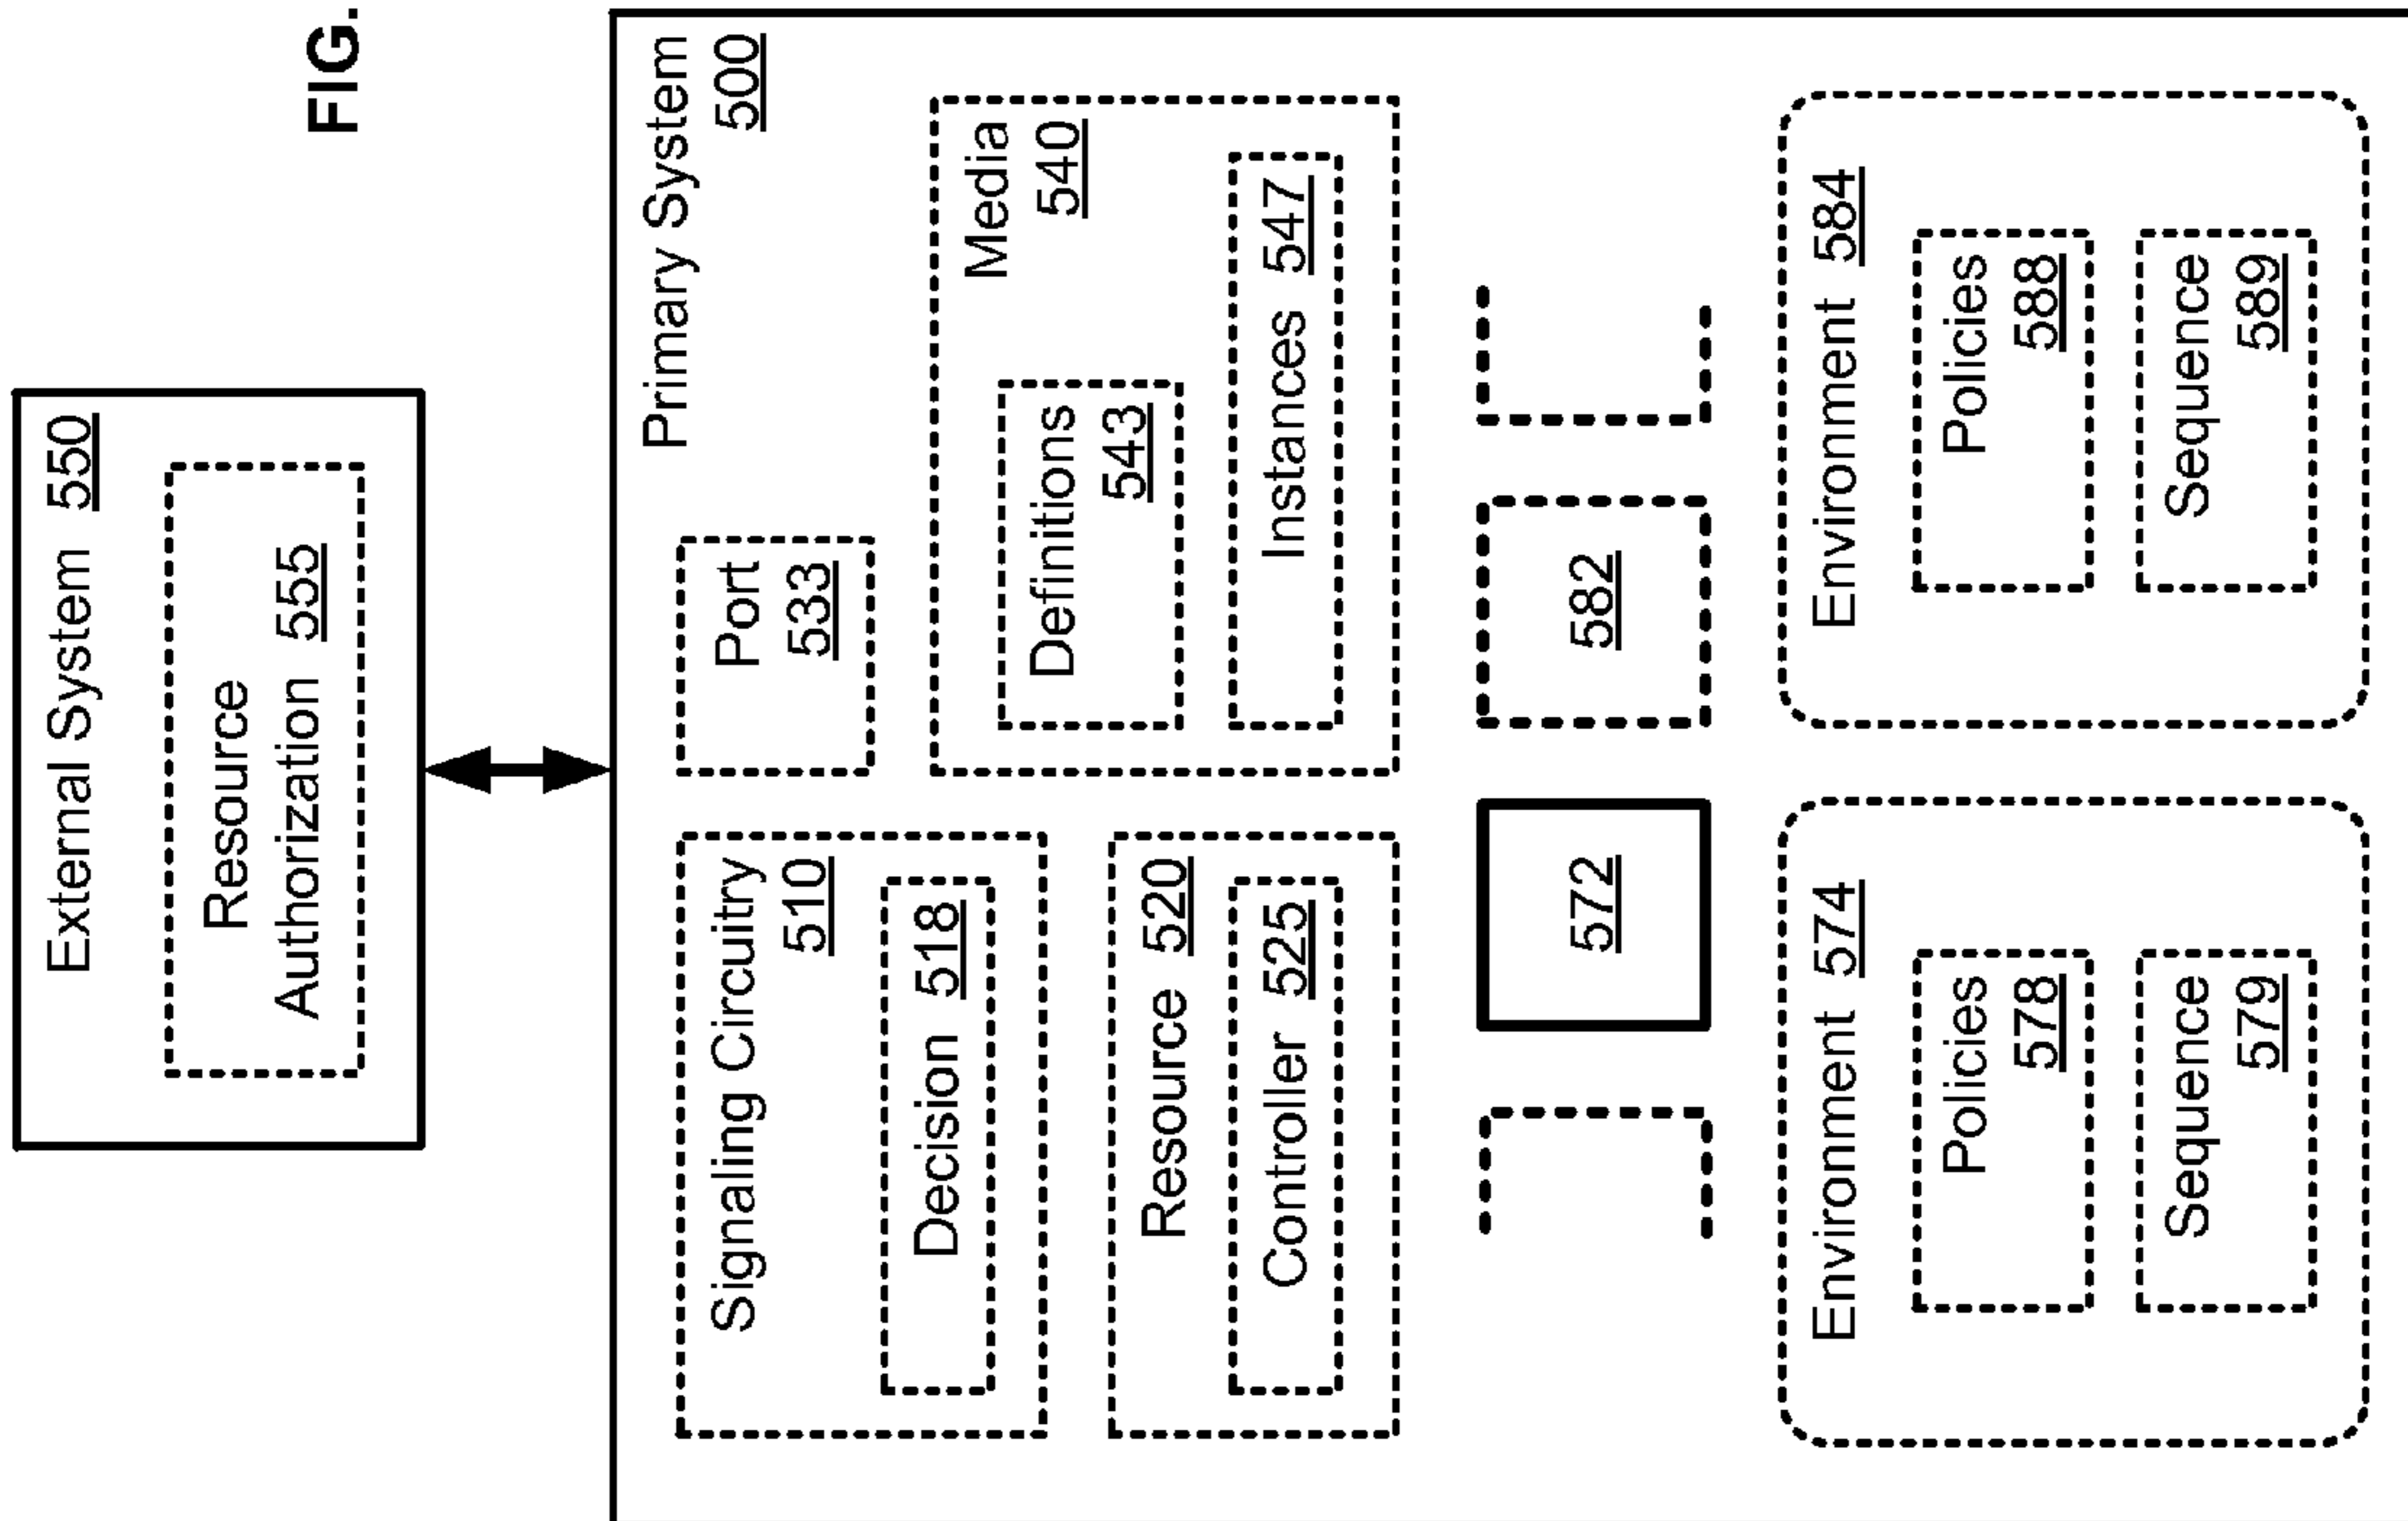 FIG.
External System 550
Resource
Authorization 555
Primary System
500
Signaling Circuitry
510
Decision 518
Port
533
Resource 520
Controller 525
Media
540
Definitions
543
Instances 547
572
582
Environment 574
Policies
578
Sequence
579
Environment 584
Policies
588
Sequence
589